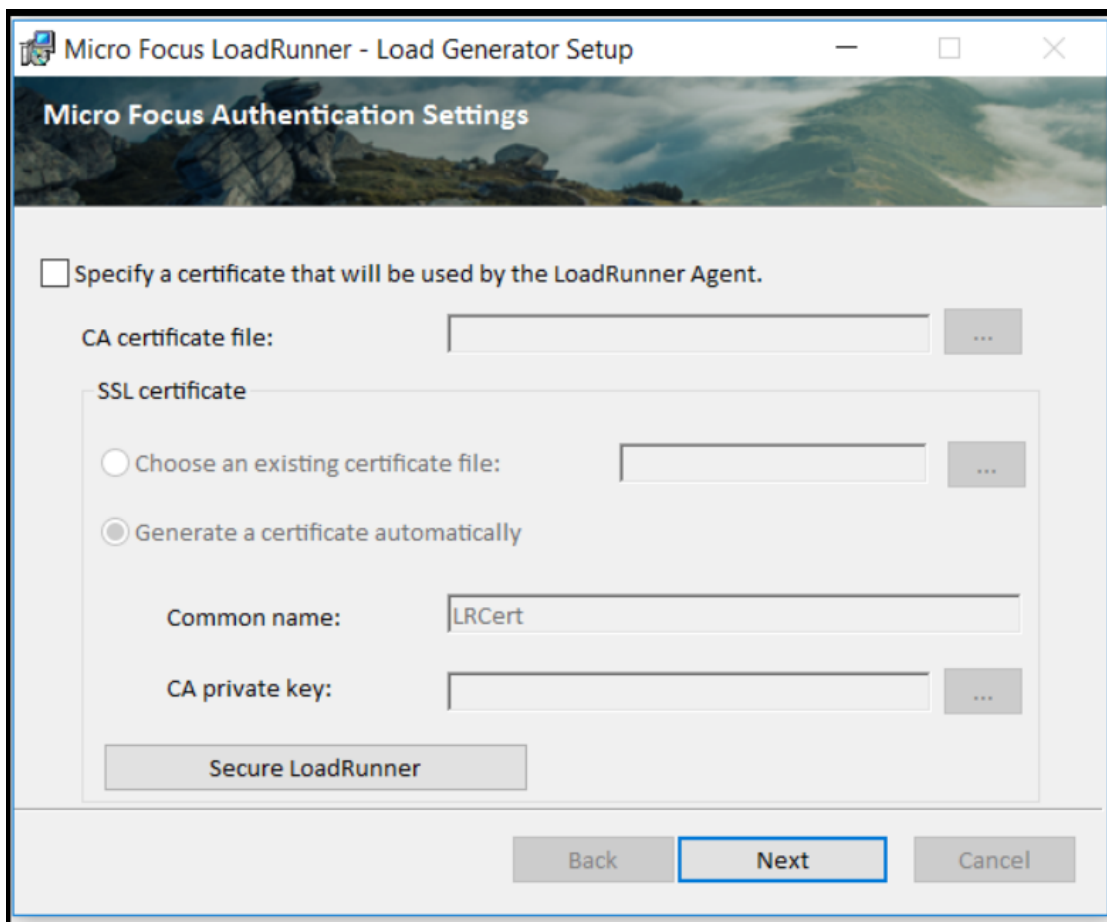 Micro Focus LoadRunner - Load Generator Setup
Micro Focus Authentication Settings
Specify a certificate that will be used by the LoadRunner Agent.
CA certificate file:
...
SSL certificate
Choose an existing certificate file:
...
Generate a certificate automatically
Common name:
LRCert
CA private key:
...
Secure LoadRunner
Back
Next
Cancel